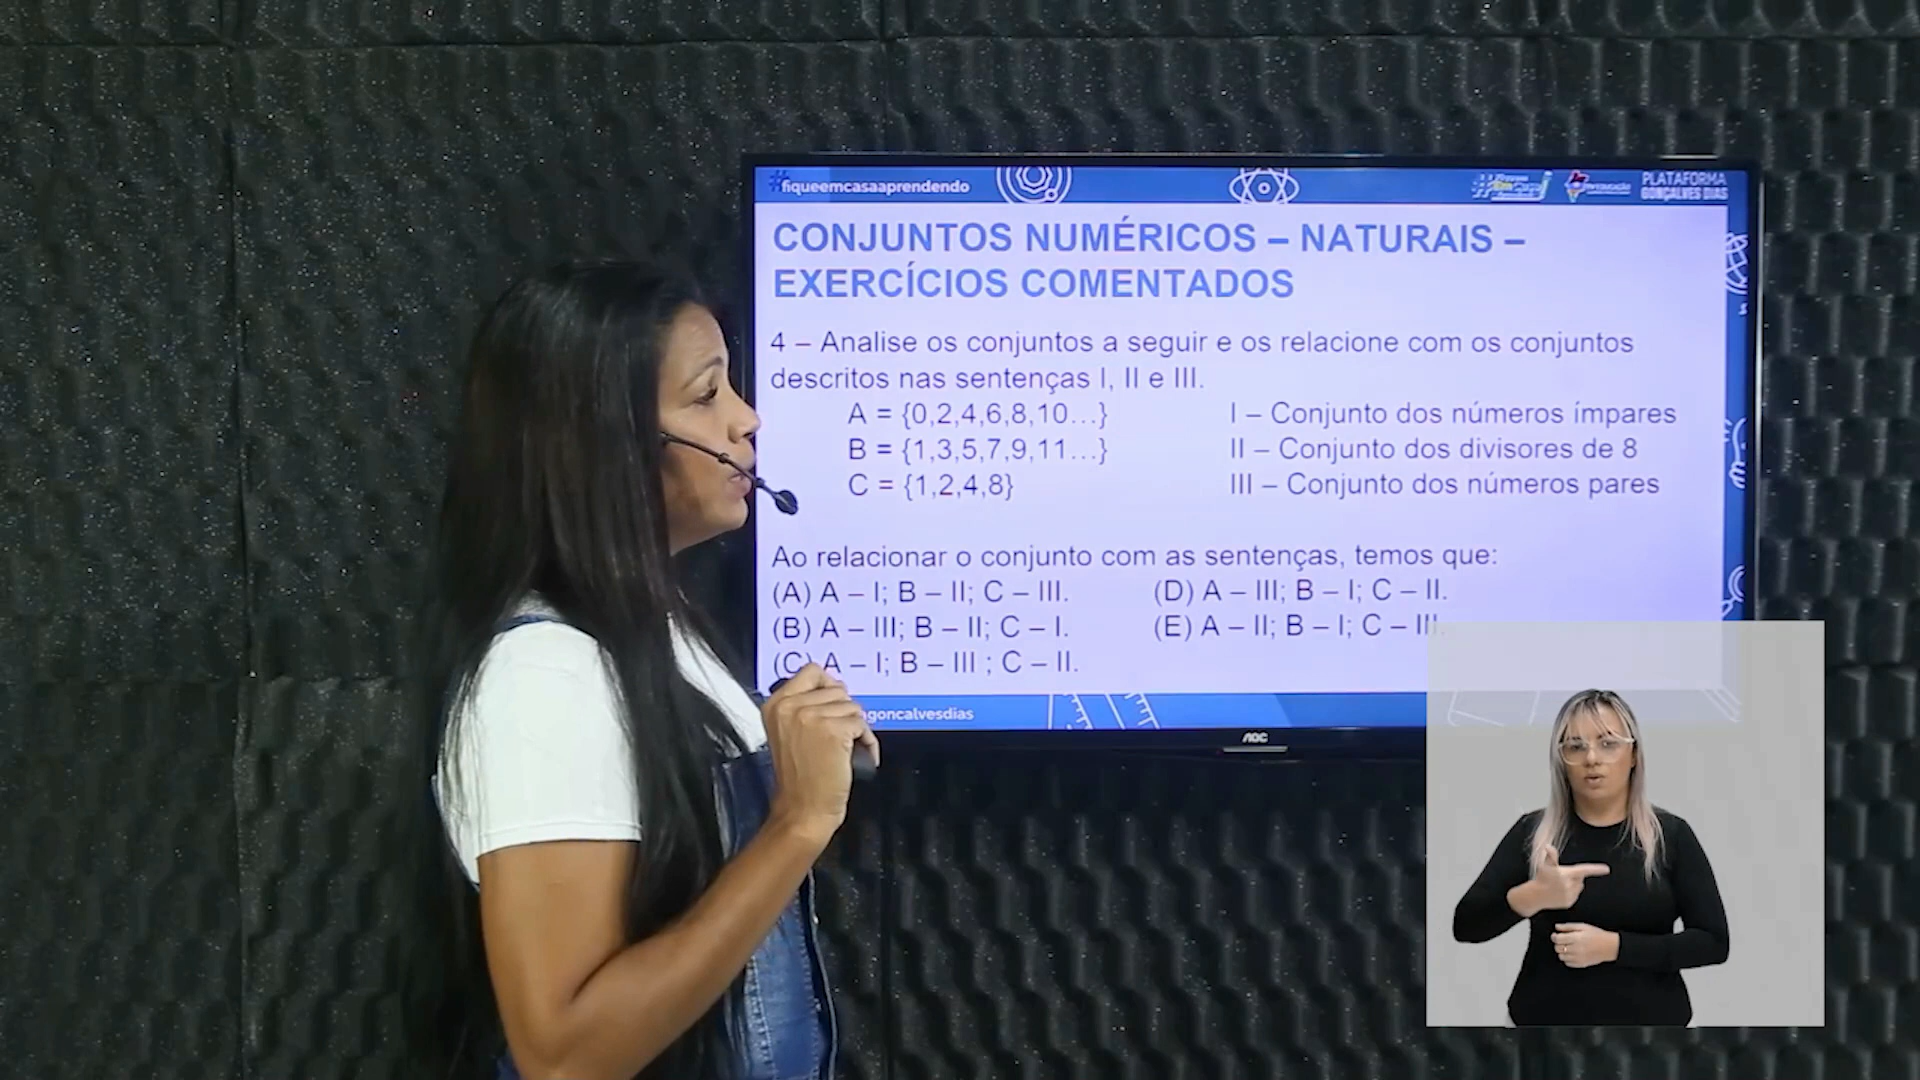 #fiqueemcasaaprendendo
PLATAFORMA
GONÇALVES DIAS
CONJUNTOS NUMÉRICOS – NATURAIS –
EXERCÍCIOS COMENTADOS
4 – Analise os conjuntos a seguir e os relacione com os conjuntos
descritos nas sentenças I, II e III.
A = {0,2,4,6,8,10...} I – Conjunto dos números ímpares
B = {1,3,5,7,9,11...} II – Conjunto dos divisores de 8
C = {1,2,4,8} III – Conjunto dos números pares
Ao relacionar o conjunto com as sentenças, temos que:
(A) A – I; B – II; C – III. (D) A – III; B – I; C – II.
(B) A – III; B – II; C – I. (E) A – II; B – I; C – III.
(C) A – I; B – III ; C – II.
agoncalvesdias
AOC